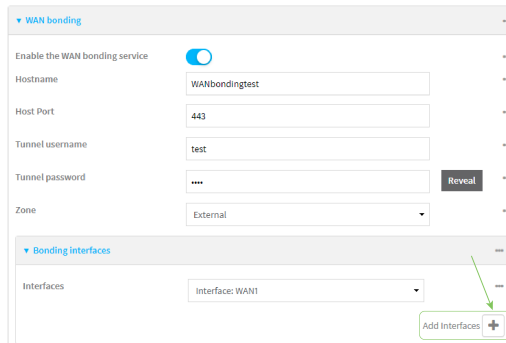 WAN bonding
Enable the WAN bonding service
Hostname
WANbondingtest
Host Port
443
Tunnel username
test
Tunnel password
••••
Reveal
Zone
External
Bonding interfaces
Interfaces
Interface: WAN1
Add Interfaces